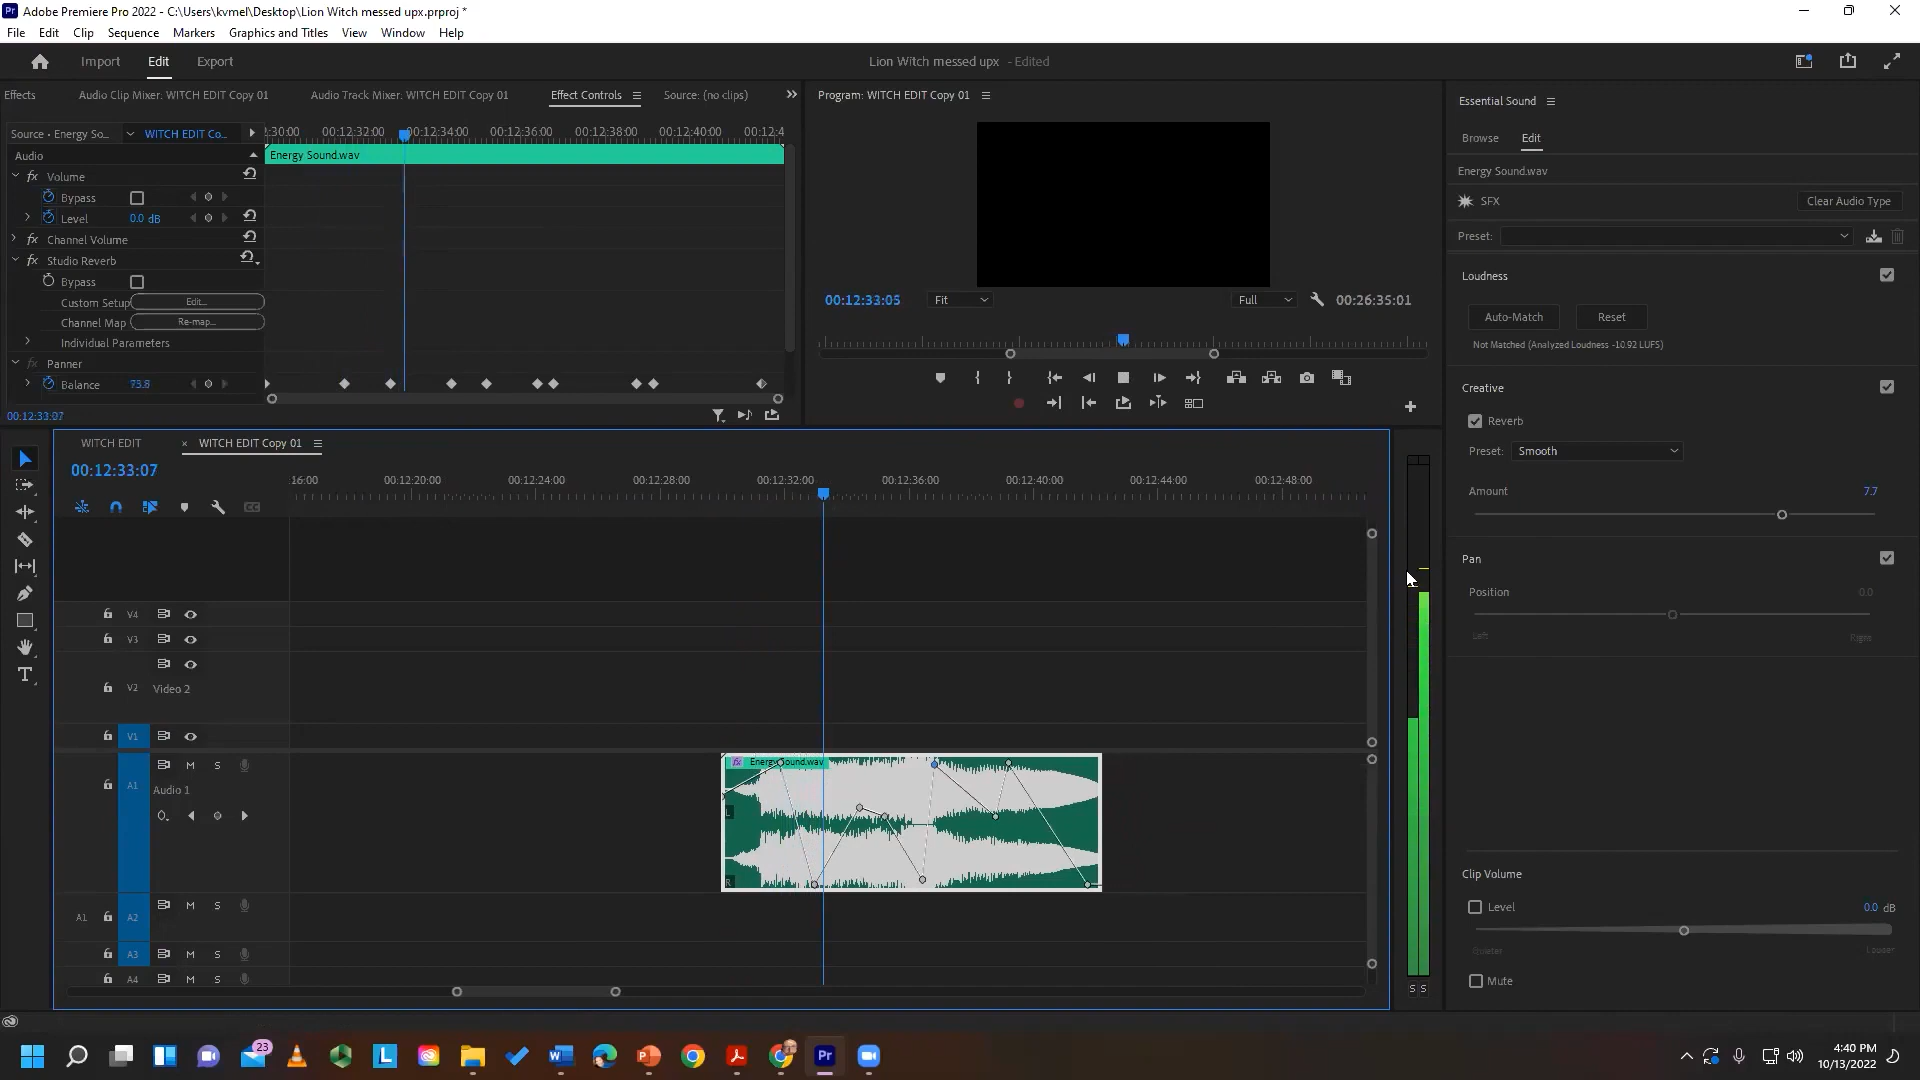 Adobe Premiere Pro 2022 - C:\Users\kvmel\Desktop\Lion Witch messed upx.prproj *
File Edit Clip Sequence Markers Graphics and Titles View Window Help
Import Edit Export
Lion Witch messed upx - Edited
Effects Audio Clip Mixer: WITCH EDIT Copy 01 Audio Track Mixer: WITCH EDIT Copy 01 Effect Controls Source: (no clips)
Source • Energy So... WITCH EDIT Co...
:30:00 00:12:32:00 00:12:34:00 00:12:36:00 00:12:38:00 00:12:40:00 00:12:4
Audio
Energy Sound.wav
fx Volume
Bypass
Level 0.0 dB
fx Channel Volume
fx Studio Reverb
Bypass
Custom Setup Edit...
Channel Map Re-map...
Individual Parameters
fx Panner
Balance 75.8
00:12:33:07
Program: WITCH EDIT Copy 01
00:12:33:05 Fit Full 00:26:35:01
Essential Sound
Browse Edit
Energy Sound.wav
SFX Clear Audio Type
Preset:
Loudness
Auto-Match Reset
Not Matched (Analyzed Loudness -10.92 LUFS)
Creative
Reverb
Preset: Smooth
Amount 7.7
Pan
Position 0.0
Left Right
Clip Volume
Level 0.0 dB
Quieter Louder
Mute
WITCH EDIT × WITCH EDIT Copy 01
00:12:33:07
:16:00 00:12:20:00 00:12:24:00 00:12:28:00 00:12:32:00 00:12:36:00 00:12:40:00 00:12:44:00 00:12:48:00
CC
V4
V3
V2 Video 2
V1
A1 M S
Audio 1
fx Energy Sound.wav
L
R
A1 A2 M S
A3 M S
A4 M S
S S
23
Pr
4:40 PM
10/13/2022